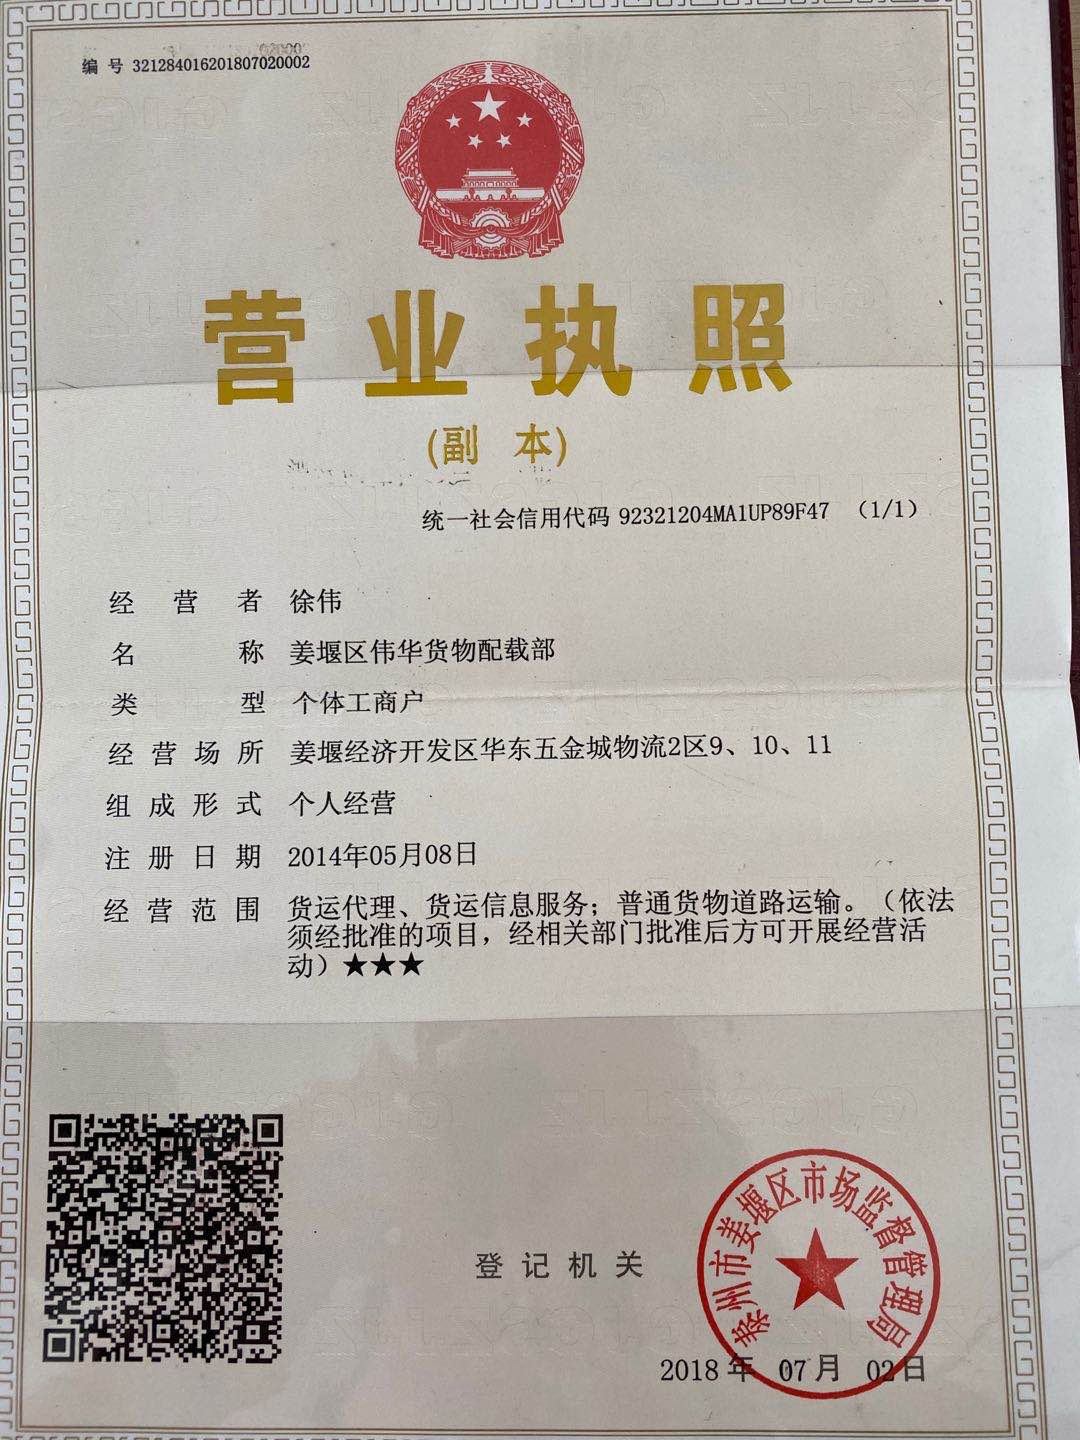 编 号 321284016201807020002
营业执照
(副 本)
统一社会信用代码 92321204MA1UP89F47 （1/1）
经 营 者 徐伟
名 称 姜堰区伟华货物配载部
类 型 个体工商户
经 营 场 所 姜堰经济开发区华东五金城物流2区9、10、11
组 成 形 式 个人经营
注 册 日 期 2014年05月08日
经 营 范 围 货运代理、货运信息服务；普通货物道路运输。（依法
须经批准的项目，经相关部门批准后方可开展经营活
动）★★★
登 记 机 关
泰州市姜堰区市场监督管理局
2018 年 07 月 02 日